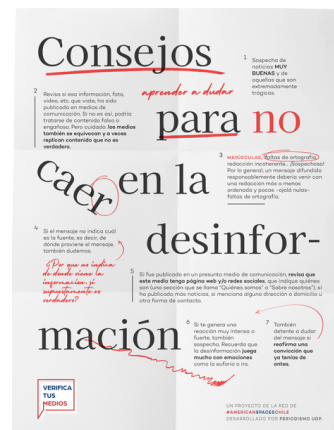 Consejos
1
Sospecha de
noticias MUY
BUENAS y de
aquellas que son
extremadamente
trágicas.
aprender a dudar
2
Revisa si esa información, foto,
video, etc. que viste, ha sido
publicada en medios de
comunicación. Si no es así, podría
tratarse de contenido falso o
engañoso. Pero cuidado: los medios
también se equivocan y a veces
replican contenido que no es
verdadero.
para no
3
MAYÚSCULAS, faltas de ortografía,
redacción incoherente... ¡Sospechoso!
Por lo general, un mensaje difundido
responsablemente debería venir con
una redacción más o menos
ordenada y pocas -ojalá nulas-
faltas de ortografía.
caer en la
4
Si el mensaje no indica cuál
es la fuente, es decir, de
dónde proviene el mensaje,
también dudemos.
¿Por qué no indica
de dónde viene la
información, si
supuestamente es
verdadera?
desinfor-
5
Si fue publicado en un presunto medio de comunicación, revisa que
este medio tenga página web y/o redes sociales, que indique quiénes
son (una sección que se llama "Quiénes somos" o "Sobre nosotros"), si
ha publicado más noticias, si menciona alguna dirección o domicilio u
otra forma de contacto.
mación
6
Si te genera una
reacción muy intensa o
fuerte, también
sospecha. Recuerda que
la desinformación juega
mucho con emociones
como la euforia o ira.
7
También
detente a dudar
del mensaje si
reafirma una
convicción que
ya tenías de
antes.
VERIFICA
TUS
MEDIOS
UN PROYECTO DE LA RED DE
#AMERICANSPACESCHILE
DESARROLLADO POR PERIODISMO UDP.